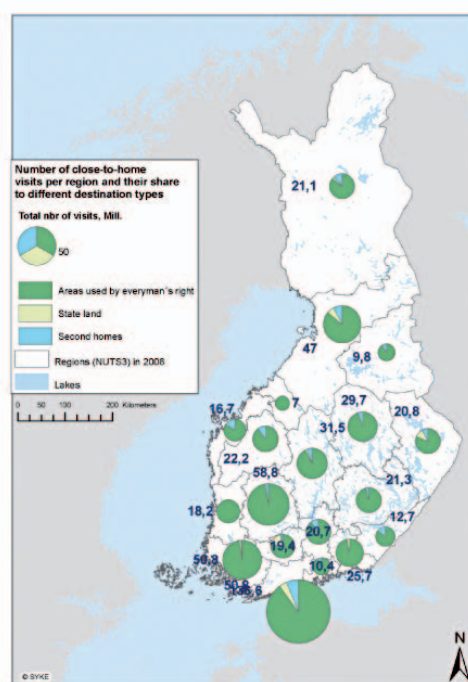 21,1
Number of close-to-home
visits per region and their share
to different destination types
Total nbr of visits, Mill.
50
Areas used by everyman´s right
State land
Second homes
Regions (NUTS3) in 2008
Lakes
200 100 0 200 Kilometers
47
9,8
7
29,7
16,7
20,8
31,5
22,2
58,8
21,3
18,2
12,7
20,7
19,4
50,8
10,4
25,7
50,8
N
© SYKE